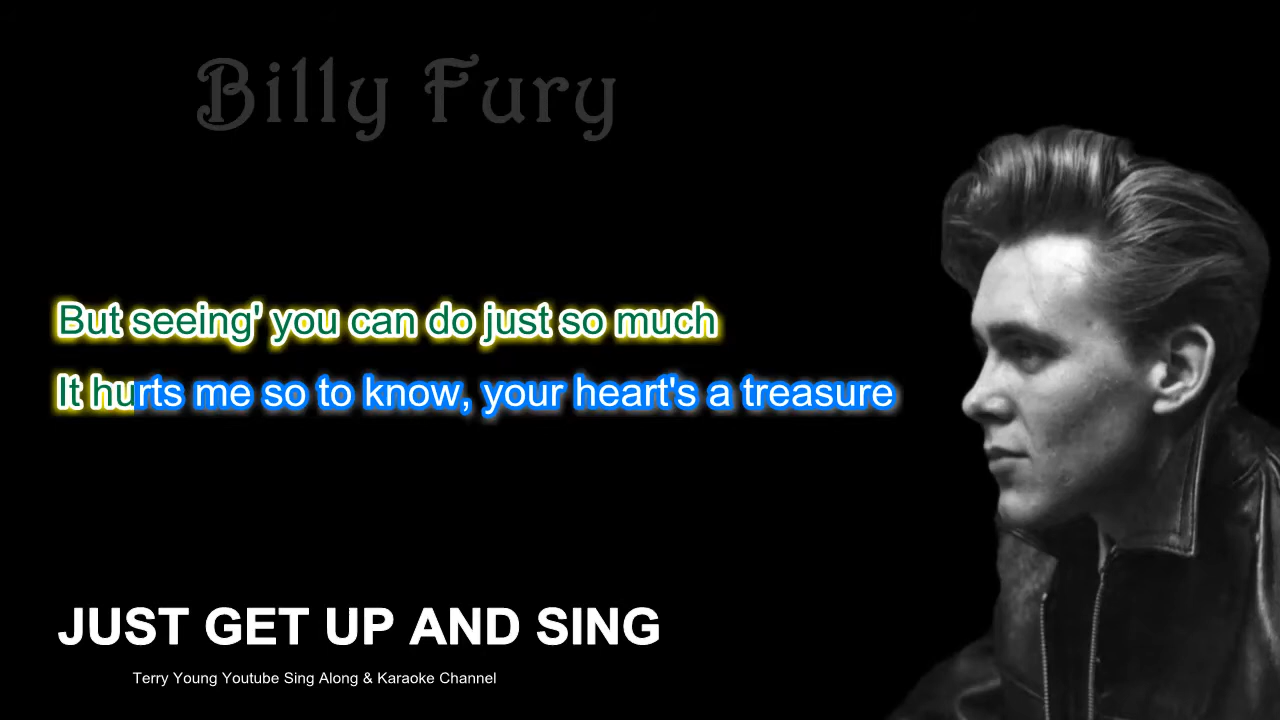 Billy Fury
But seeing' you can do just so much
It hurts me so to know, your heart's a treasure
JUST GET UP AND SING
Terry Young Youtube Sing Along & Karaoke Channel